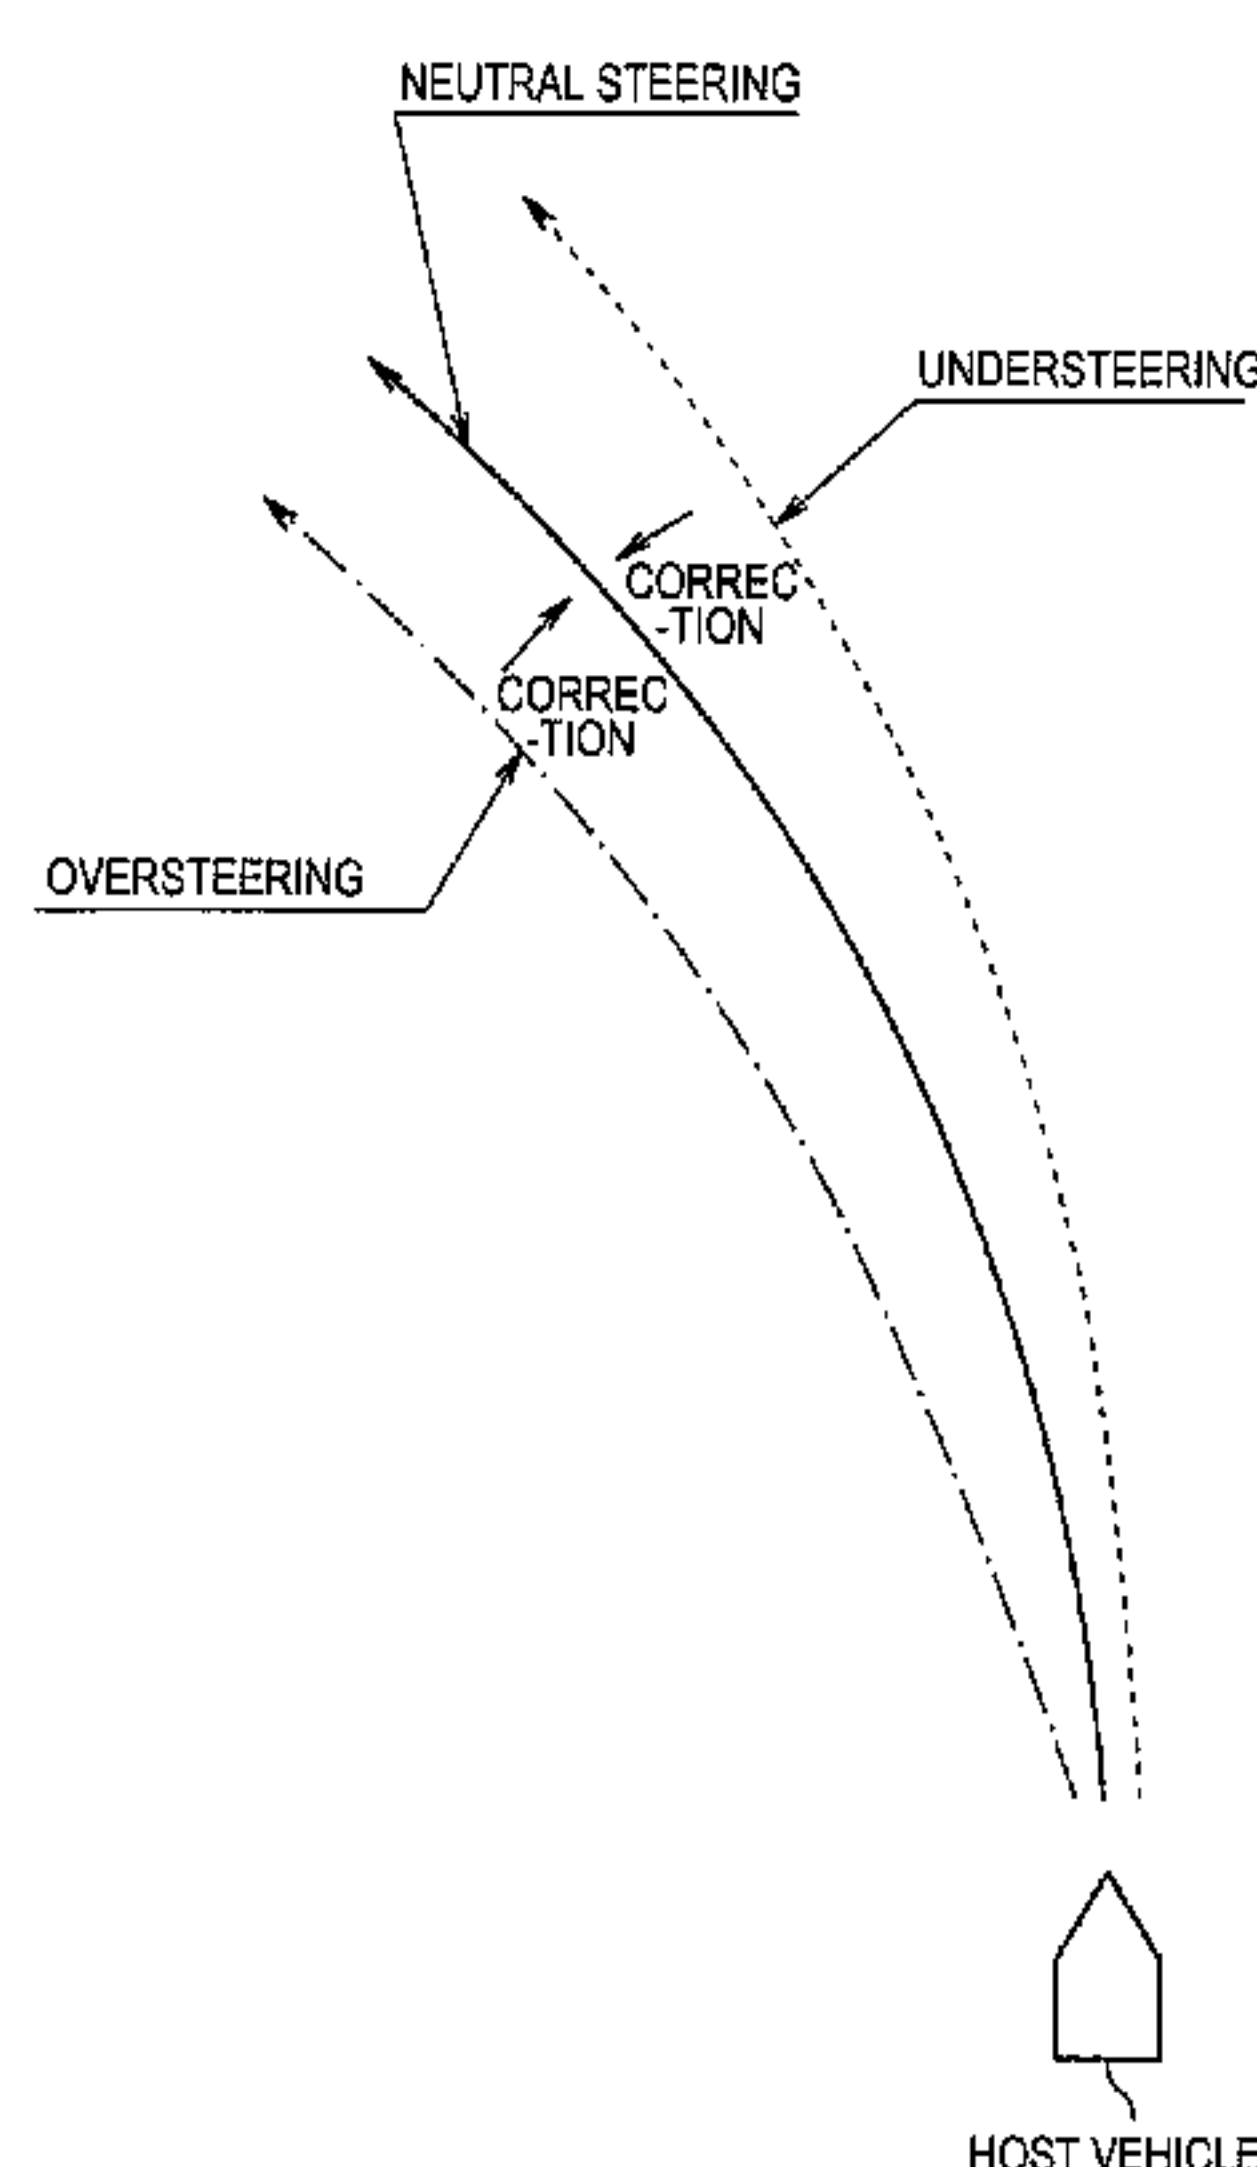 NEUTRAL STEERING
UNDERSTEERING
CORREC
-TION
CORREC
-TION
OVERSTEERING
HOST VEHICLE